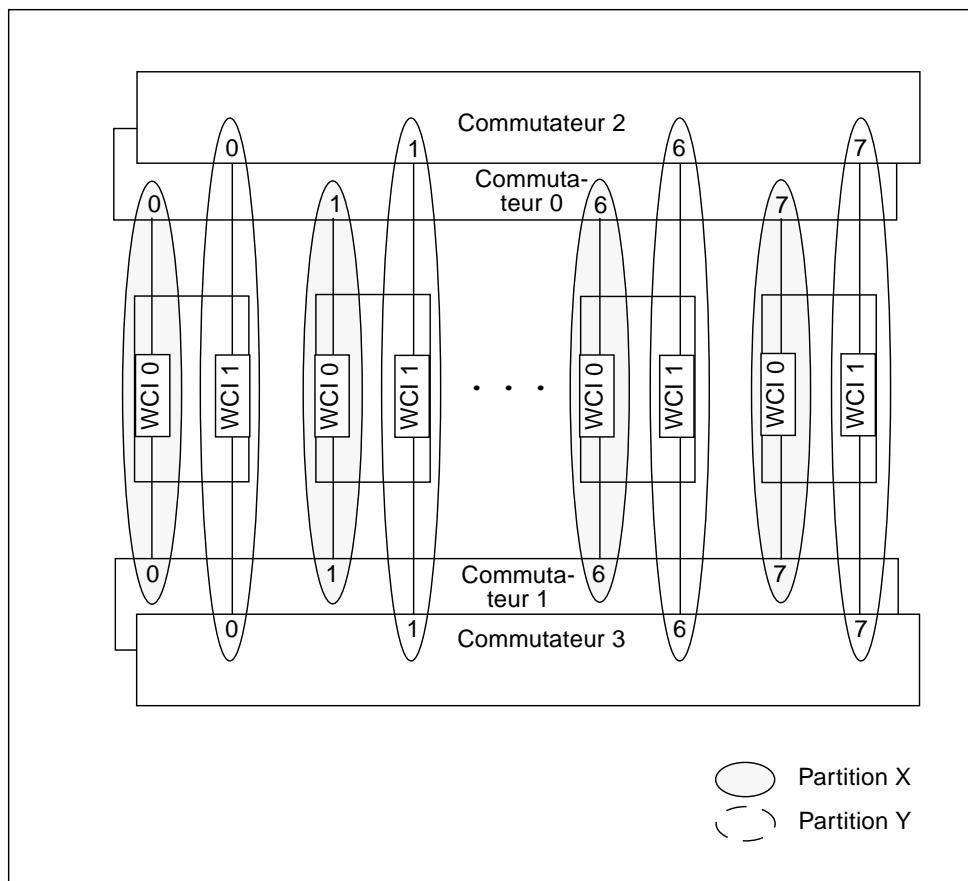 Commutateur 2
0
1
6
7
Commuta-
teur 0
0
1
6
7
WCI 0
WCI 1
WCI 0
WCI 1
. . .
WCI 0
WCI 1
WCI 0
WCI 1
0
1
Commuta-
teur 1
6
7
0
1
Commutateur 3
6
7
Partition X
Partition Y